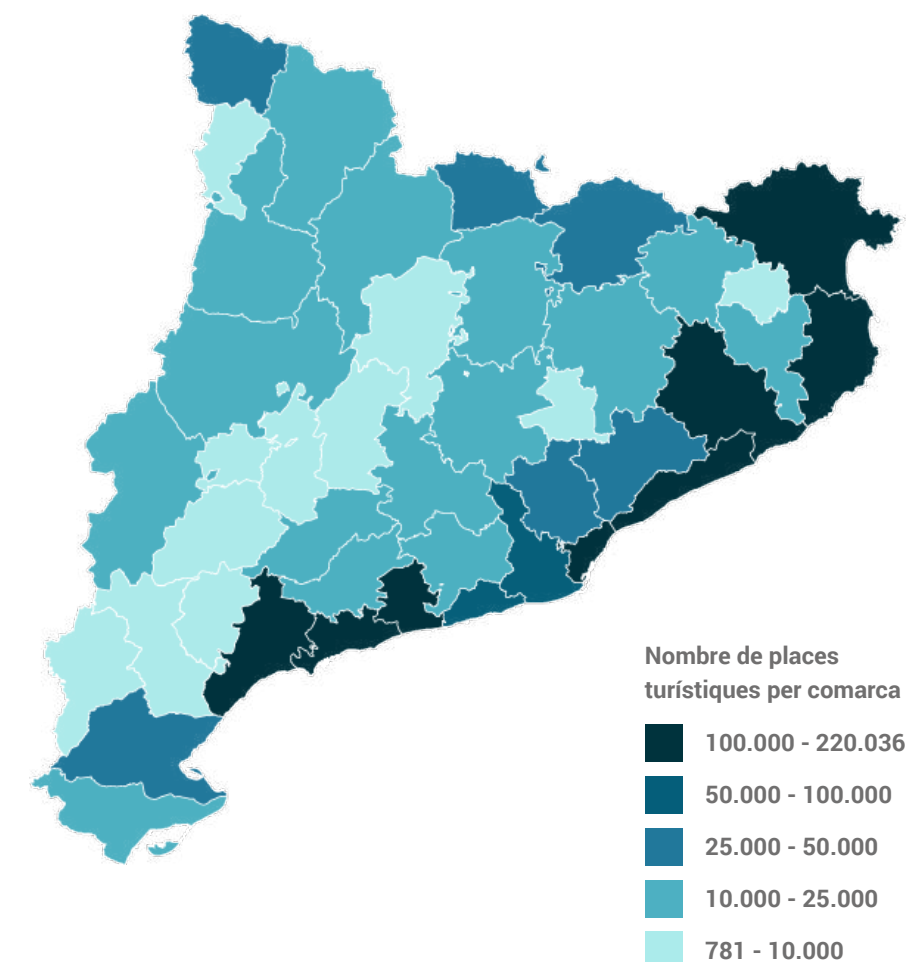 Nombre de places
turístiques per comarca
100.000 - 220.036
50.000 - 100.000
25.000 - 50.000
10.000 - 25.000
781 - 10.000